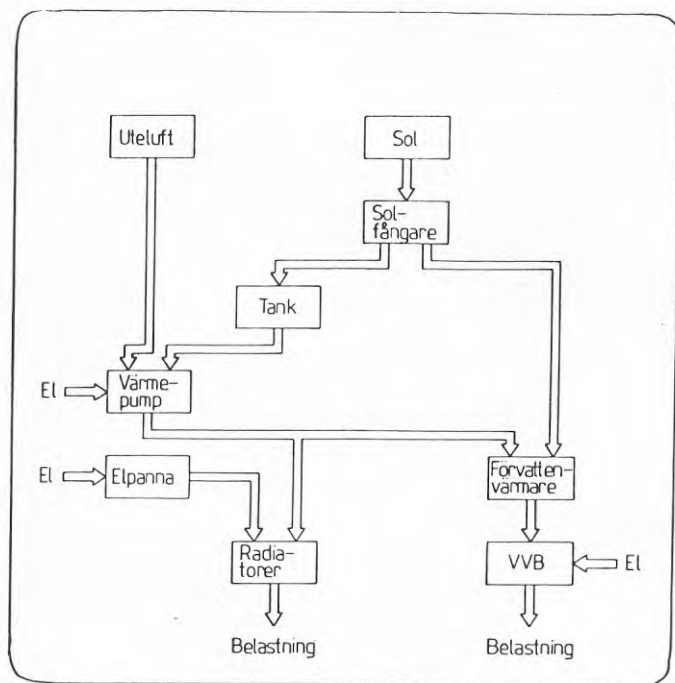 Uteluft
Sol
Sol-
fångare
Tank
El
Värme-
pump
El
Elpanna
Förvatten-
värmare
Radia-
torer
VVB
El
Belastning
Belastning